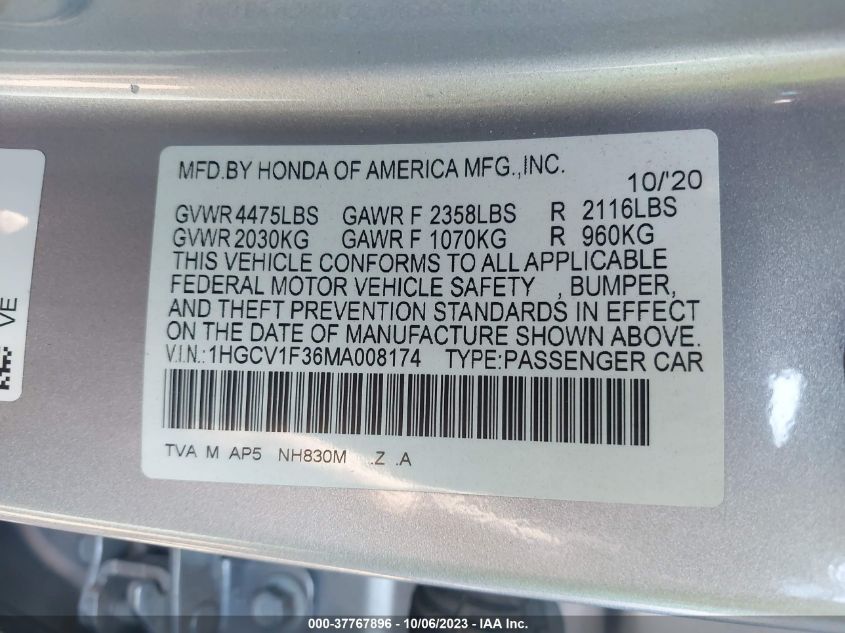 MFD.BY HONDA OF AMERICA MFG.,INC.
10/'20
GVWR 4475LBS GAWR F 2358LBS R 2116LBS
GVWR 2030KG GAWR F 1070KG R 960KG
THIS VEHICLE CONFORMS TO ALL APPLICABLE
FEDERAL MOTOR VEHICLE SAFETY , BUMPER,
AND THEFT PREVENTION STANDARDS IN EFFECT
ON THE DATE OF MANUFACTURE SHOWN ABOVE.
V.I.N.: 1HGCV1F36MA008174 TYPE:PASSENGER CAR
TVA M AP5 NH830M .Z .A
VE
000-37767896 - 10/06/2023 - IAA Inc.